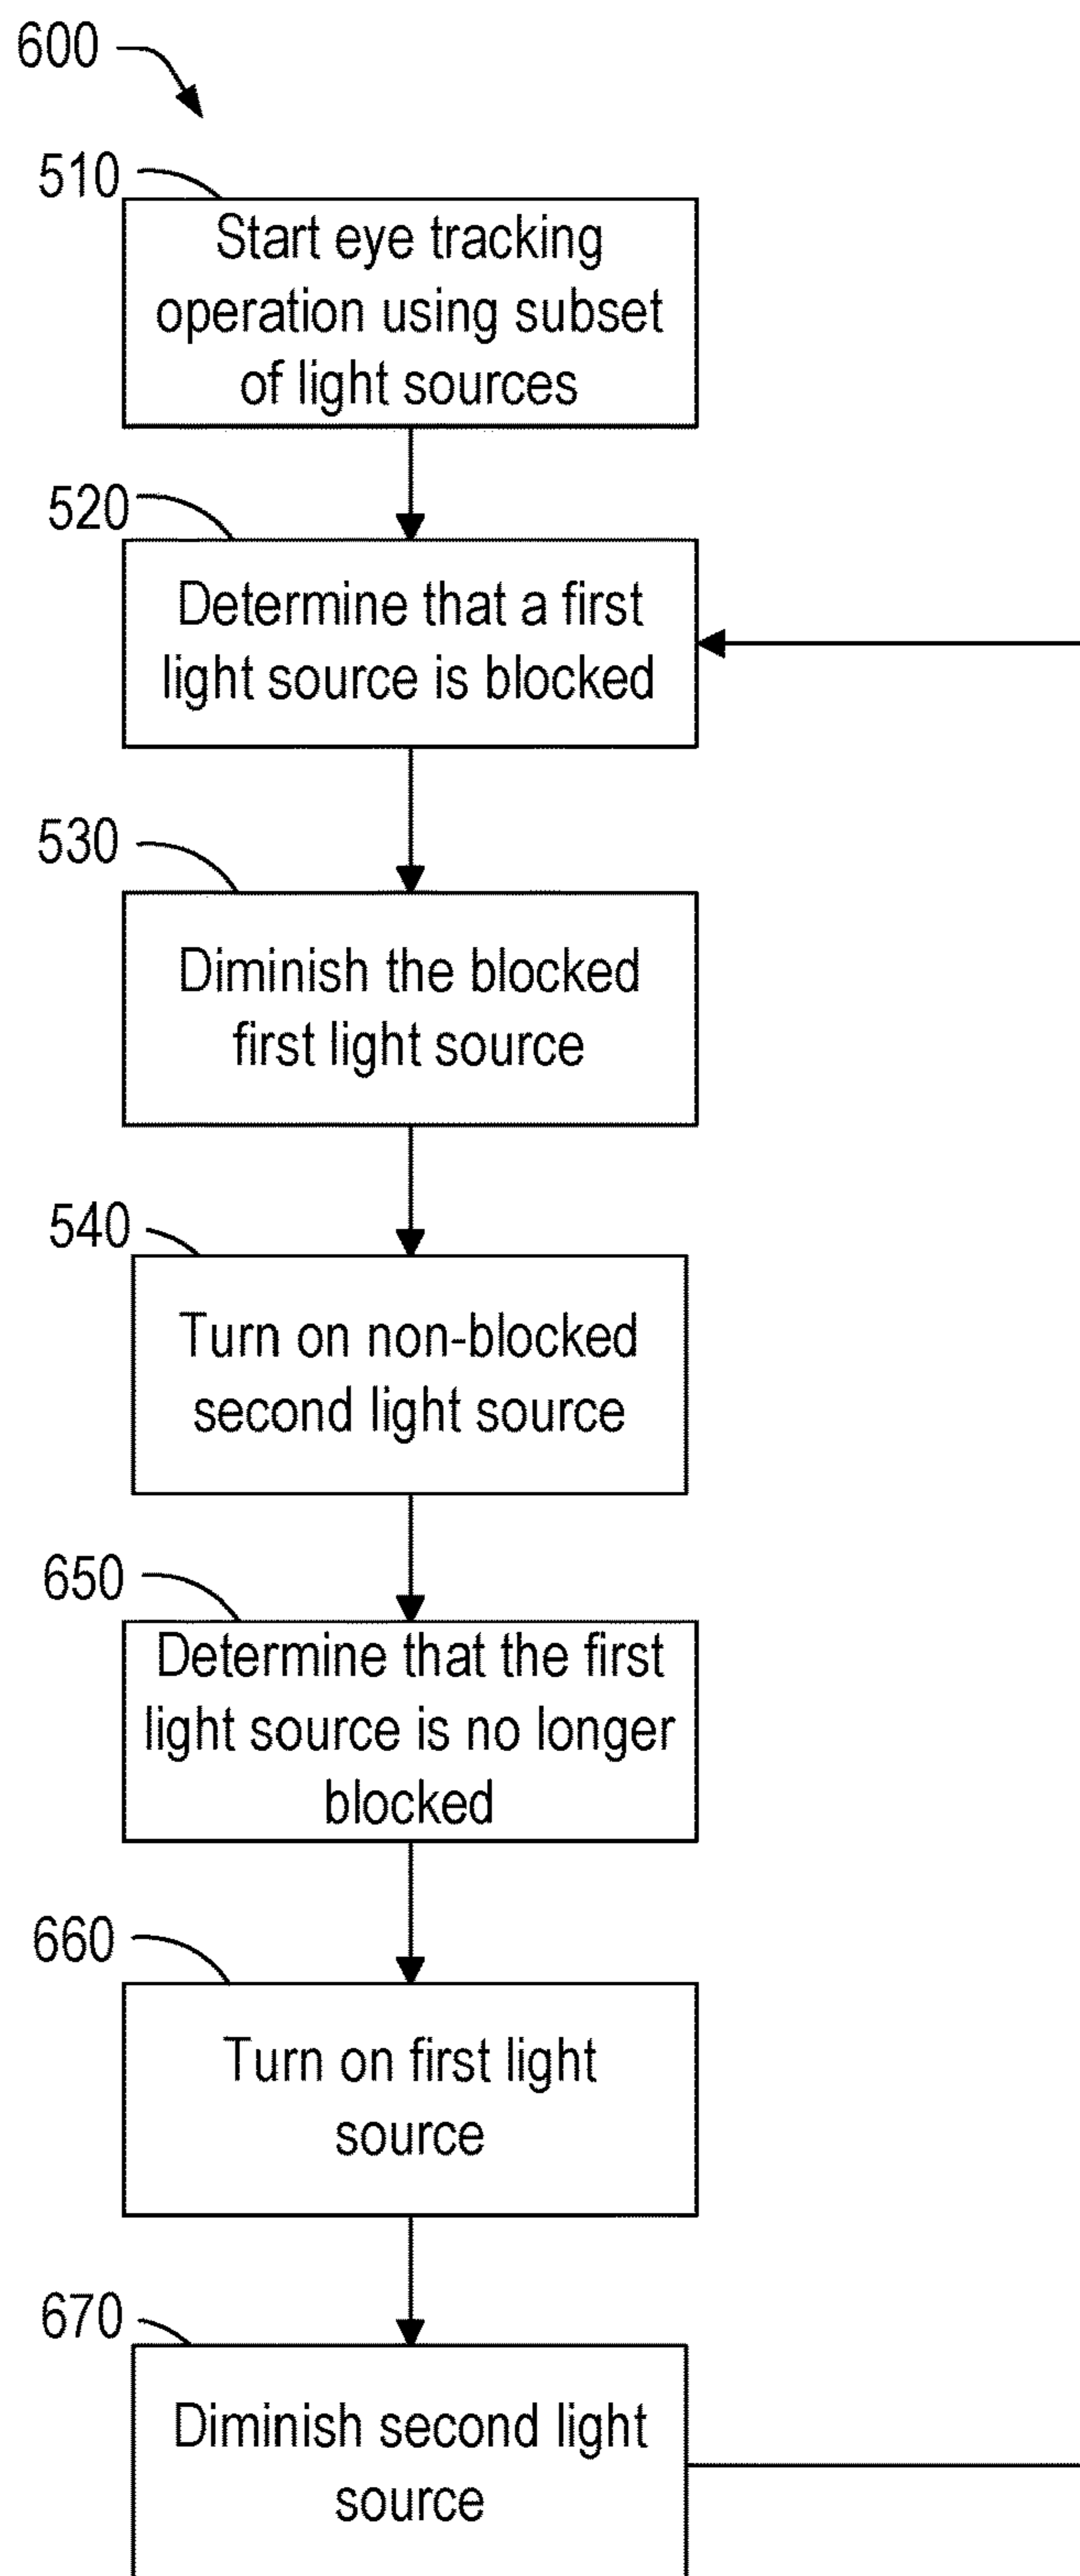 600
510
Start eye tracking
operation using subset
of light sources
520
Determine that a first
light source is blocked
530
Diminish the blocked
first light source
540
Turn on non-blocked
second light source
650
Determine that the first
light source is no longer
blocked
660
Turn on first light
source
670
Diminish second light
source